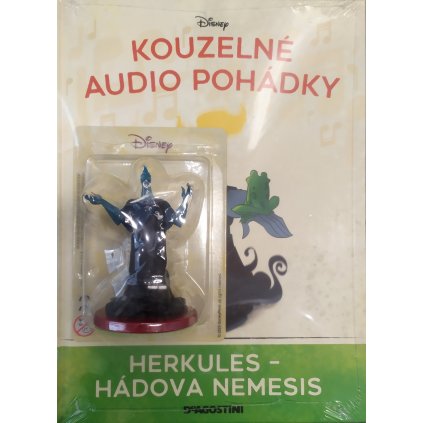 Disney
KOUZELNÉ
AUDIO POHÁDKY
Disney
HERKULES -
HÁDOVA NEMESIS
DeAGOSTINI